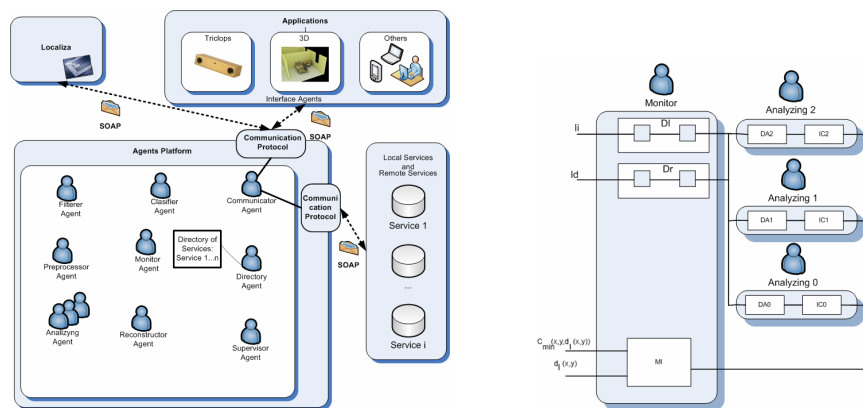 Localiza
SOAP
Applications
Triclops
3D
Others
Interface Agents
SOAP
Communication
Protocol
Agents Platform
Filterer
Agent
Clasifier
Agent
Communicator
Agent
Communi
cation
Protocol
Preprocessor
Agent
Monitor
Agent
Directory of
Services:
Service 1...n
Directory
Agent
Analizyng
Agent
Reconstructor
Agent
Supervisor
Agent
SOAP
Local Services
and
Remote Services
Service 1
...
Service i
Monitor
Ii
Dl
Id
Dr
C min (x,y,d l (x,y))
d l (x,y)
MI
Analyzing 2
DA2
IC2
Analyzing 1
DA1
IC1
Analyzing 0
DA0
IC0